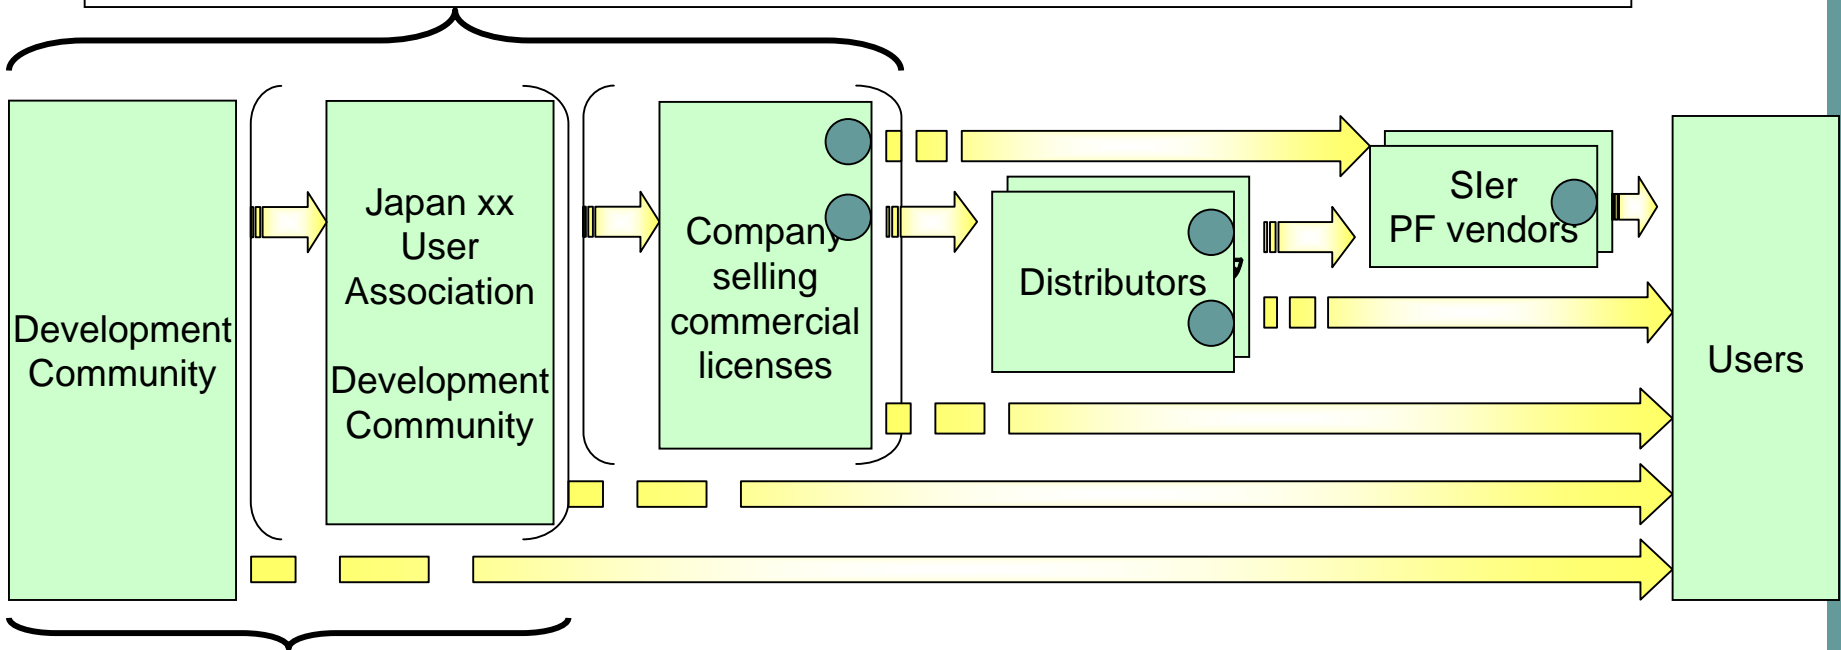 Development
Community
Japan xx
User
Association
Development
Community
Company
selling
commercial
licenses
Distributors
SIer
PF vendors
Users